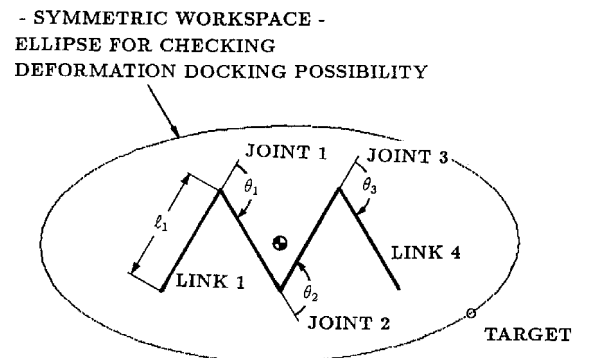 - SYMMETRIC WORKSPACE -
ELLIPSE FOR CHECKING
DEFORMATION DOCKING POSSIBILITY
JOINT 1
JOINT 3
θ1
θ3
ℓ1
LINK 4
LINK 1
θ2
JOINT 2
TARGET